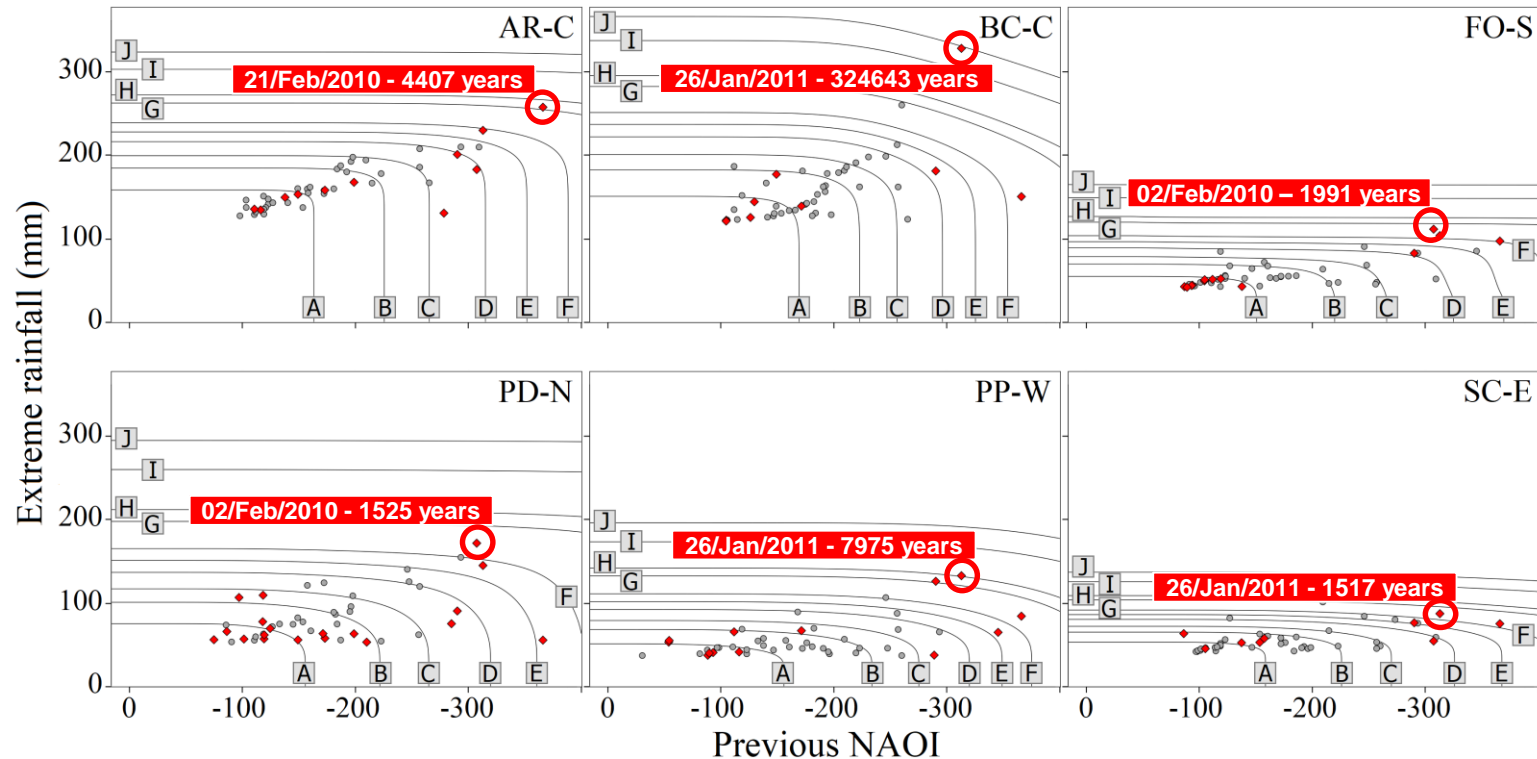 AR-C
BC-C
FO-S
J
I
H
G
21/Feb/2010 - 4407 years
J
I
H
G
26/Jan/2011 - 324643 years
J
I
H
G
02/Feb/2010 – 1991 years
F
300
200
100
0
A
B
C
D
E
F
A
B
C
D
E
F
A
B
C
D
E
Extreme rainfall (mm)
PD-N
PP-W
SC-E
J
I
H
G
02/Feb/2010 - 1525 years
F
J
I
H
G
26/Jan/2011 - 7975 years
J
I
H
G
26/Jan/2011 - 1517 years
F
300
200
100
0
A
B
C
D
E
A
B
C
D
E
F
A
B
C
D
E
0 -100 -200 -300
0 -100 -200 -300
0 -100 -200 -300
Previous NAOI